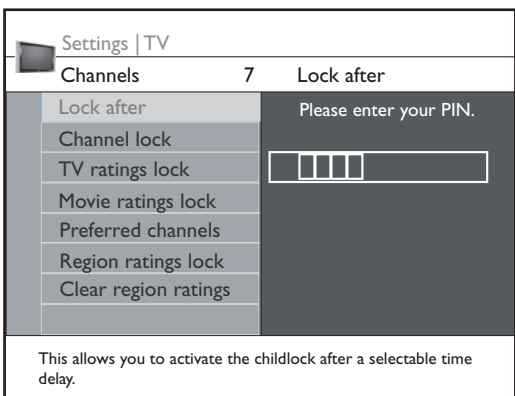 Settings | TV
Channels 7 Lock after
Lock after
Channel lock
TV ratings lock
Movie ratings lock
Preferred channels
Region ratings lock
Clear region ratings
Please enter your PIN.
This allows you to activate the childlock after a selectable time
delay.